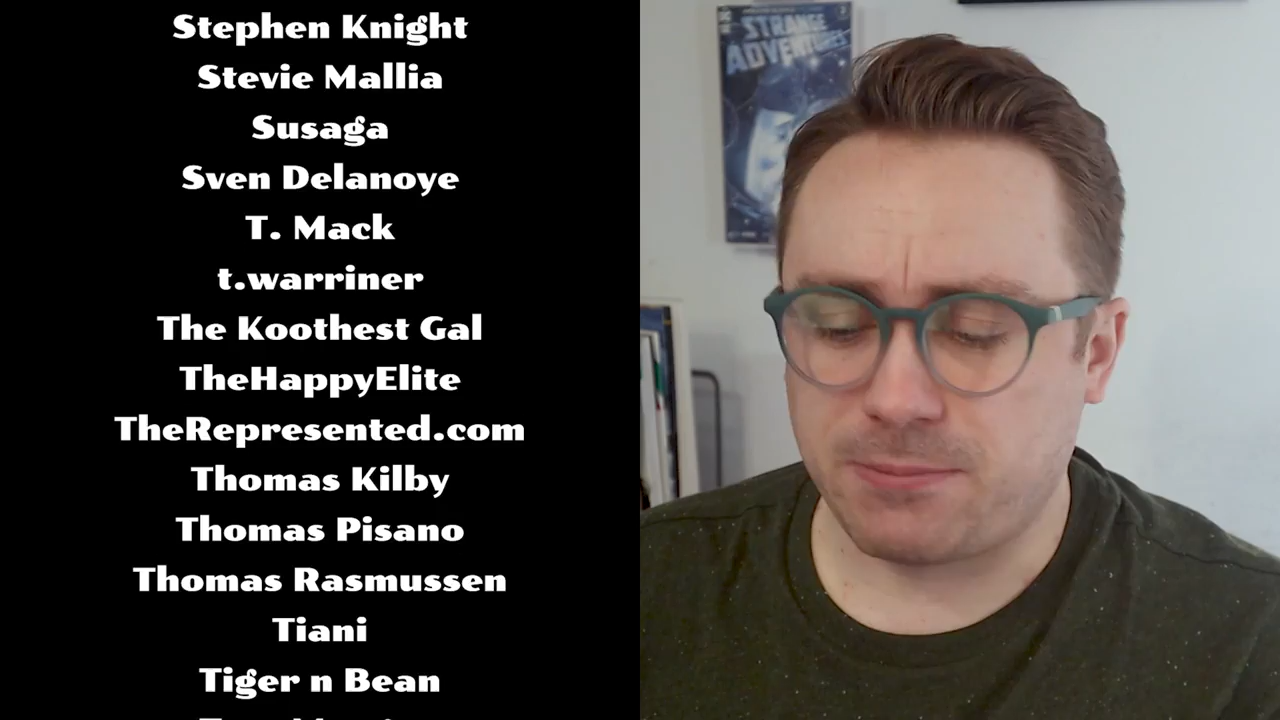 Stephen Knight
Stevie Mallia
Susaga
Sven Delanoye
T. Mack
t.warriner
The Koothest Gal
TheHappyElite
TheRepresented.com
Thomas Kilby
Thomas Pisano
Thomas Rasmussen
Tiani
Tiger n Bean
STRANGE
ADVENTURES